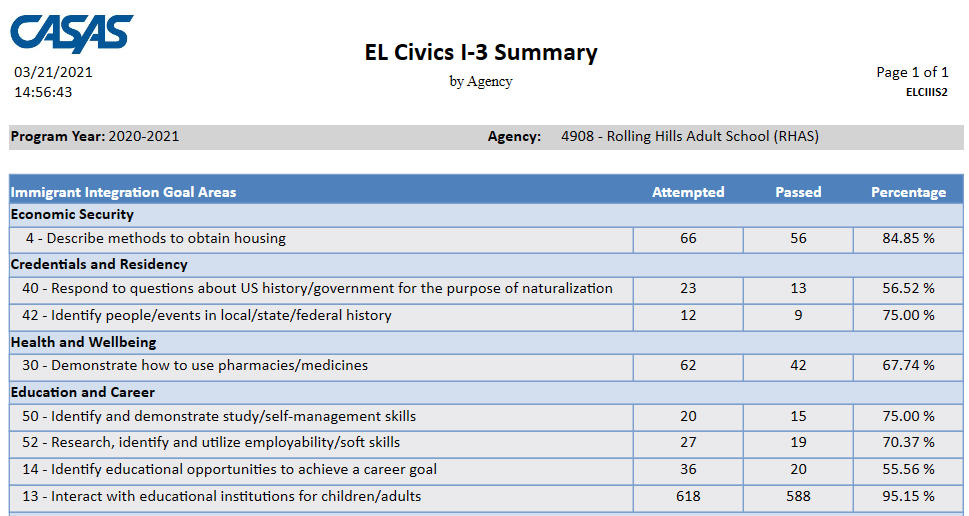 CASAS
EL Civics I-3 Summary
by Agency
03/21/2021
14:56:43
Page 1 of 1
ELCIIIS2
Program Year: 2020-2021 Agency: 4908 - Rolling Hills Adult School (RHAS)
Immigrant Integration Goal Areas Attempted Passed Percentage
Economic Security
4 - Describe methods to obtain housing 66 56 84.85 %
Credentials and Residency
40 - Respond to questions about US history/government for the purpose of naturalization 23 13 56.52 %
42 - Identify people/events in local/state/federal history 12 9 75.00 %
Health and Wellbeing
30 - Demonstrate how to use pharmacies/medicines 62 42 67.74 %
Education and Career
50 - Identify and demonstrate study/self-management skills 20 15 75.00 %
52 - Research, identify and utilize employability/soft skills 27 19 70.37 %
14 - Identify educational opportunities to achieve a career goal 36 20 55.56 %
13 - Interact with educational institutions for children/adults 618 588 95.15 %